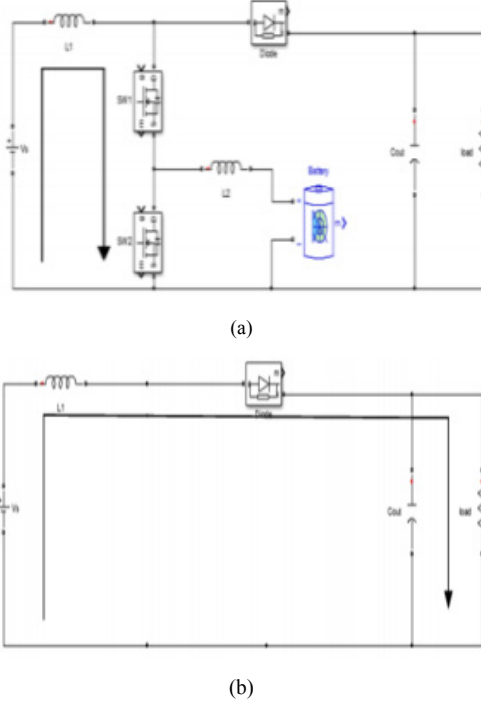 m
Diode
L1
SW1
Vs
Cout
load
L2
Battery
+
m
SW2
-
(a)
m
Diode
L1
Vs
Cout
load
(b)